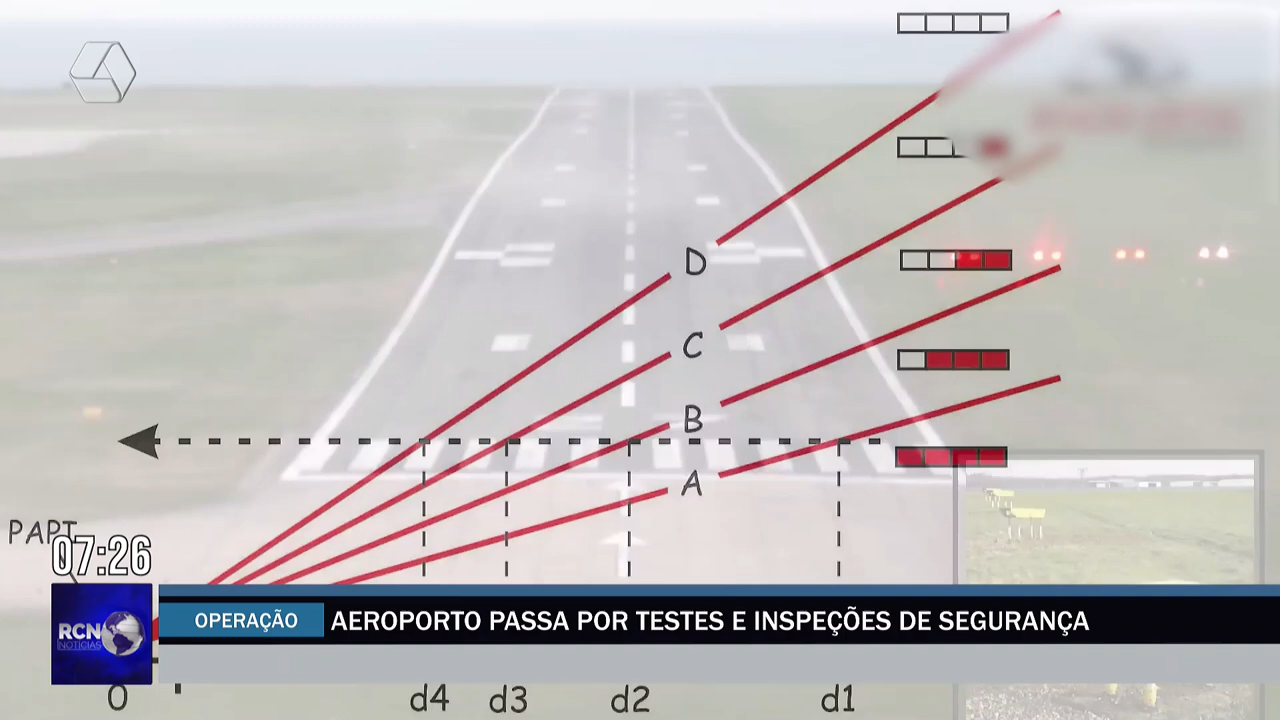 D
C
B
A
PAPI
07:26
OPERAÇÃO
AEROPORTO PASSA POR TESTES E INSPEÇÕES DE SEGURANÇA
RCN
NOTÍCIAS
0
d4
d3
d2
d1